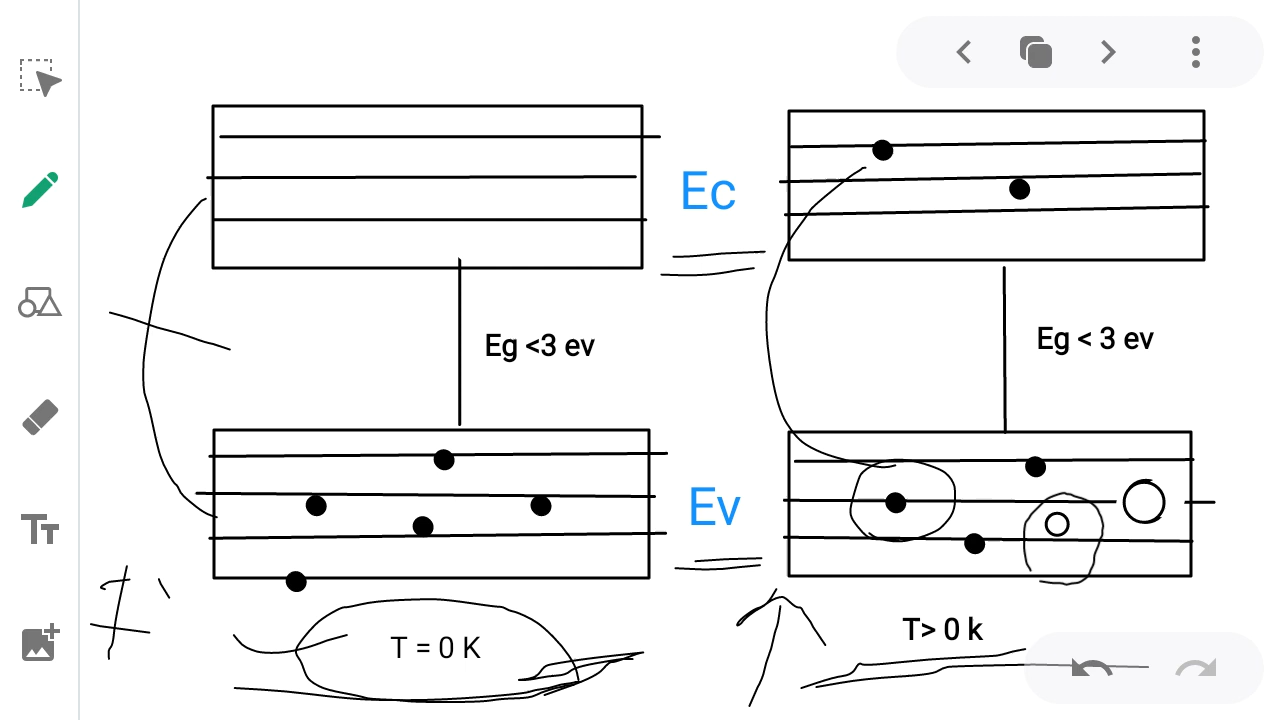 Ec
Eg <3 ev
Eg < 3 ev
Ev
T = 0 K
T> 0 k